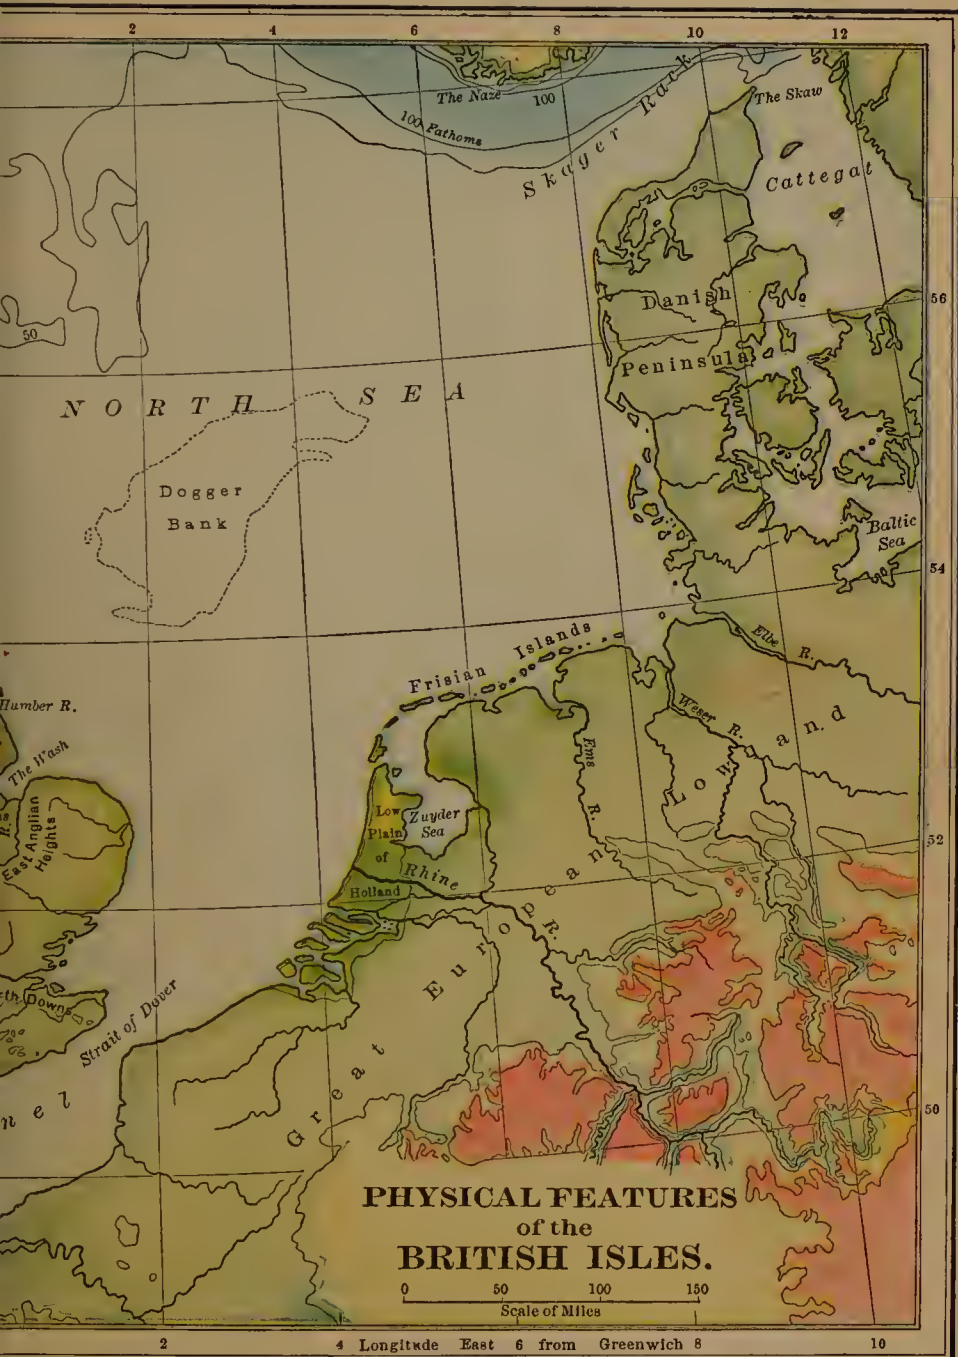 2 4 6 8 10 12
The Naze
100
100 Fathoms
The Skaw
Skager Rack
Cattegat
Danish
Peninsula
56
50
NORTH SEA
Dogger
Bank
Baltic
Sea
54
Frisian Islands
Elbe R.
Humber R.
Weser R.
The Wash
Ems R.
East Anglian
Heights
R.
Low
Plain
of
Holland
Zuyder
Sea
52
Rhine R.
Great European Lowland
th Downs
Strait of Dover
nel
50
PHYSICAL FEATURES
of the
BRITISH ISLES.
0 50 100 150
Scale of Miles
2 4 Longitude East 6 from Greenwich 8 10